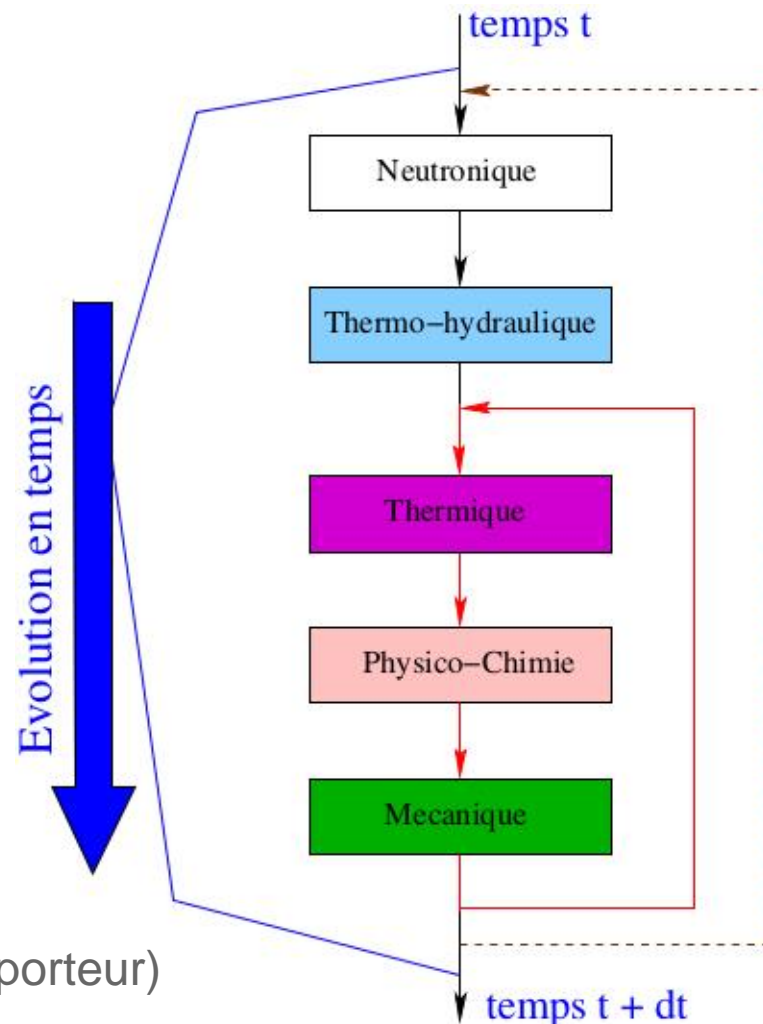 temps t
Neutronique
Thermo−hydraulique
Evolution en temps
Thermique
Physico−Chimie
Mecanique
porteur)
temps t + dt